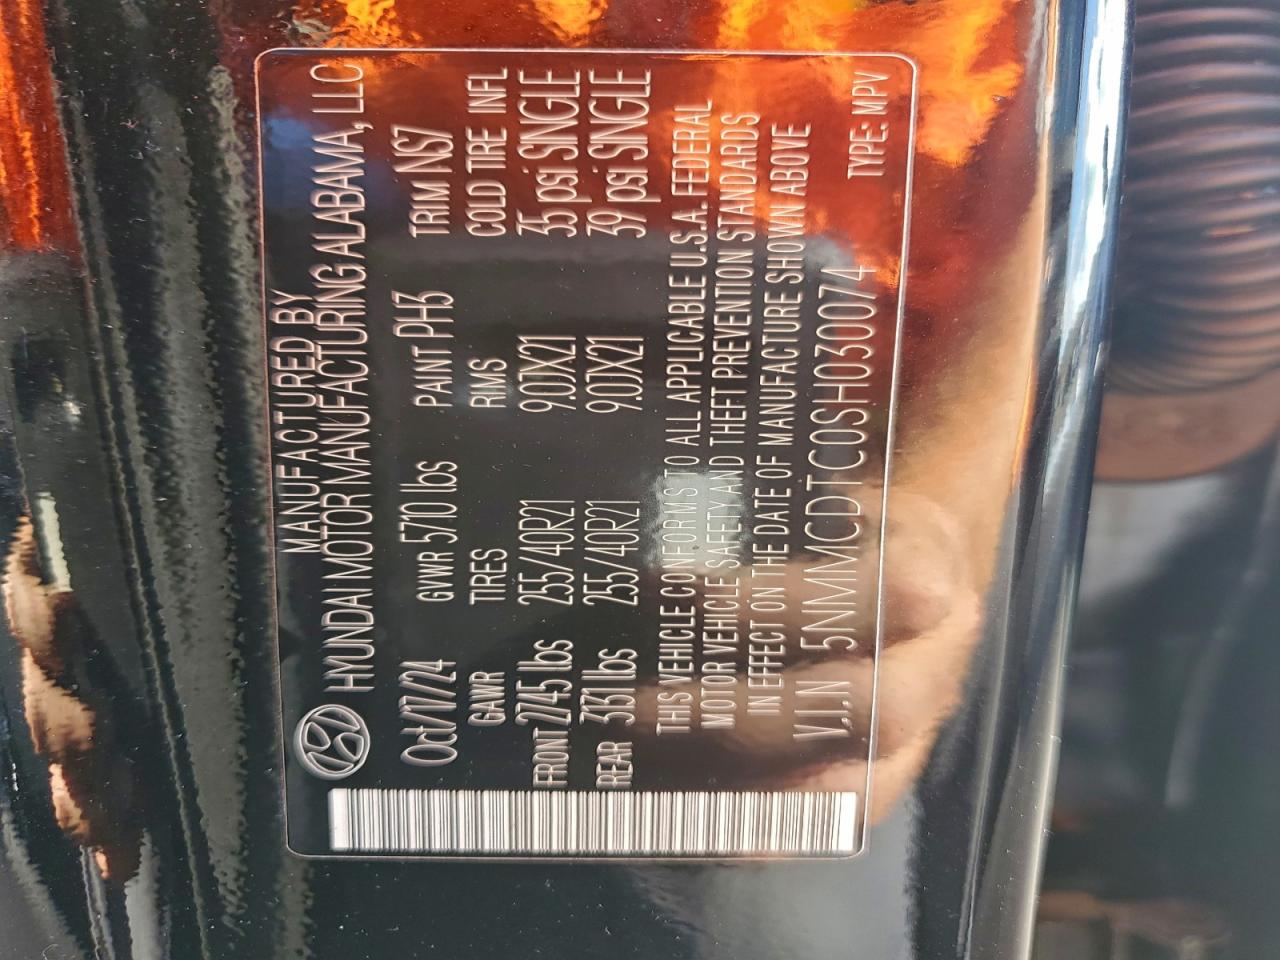 MANUFACTURED BY
HYUNDAI MOTOR MANUFACTURING ALABAMA, LLC
Oct/17/24 GVWR 5710 lbs PAINT PH3 TRIM NS7
GAWR TIRES RIMS COLD TIRE INFL
FRONT 2745 lbs 255/40R21 9.0JX21 35 psi SINGLE
REAR 3131 lbs 255/40R21 9.0JX21 39 psi SINGLE
THIS VEHICLE CONFORMS TO ALL APPLICABLE U.S.A. FEDERAL
MOTOR VEHICLE SAFETY AND THEFT PREVENTION STANDARDS
IN EFFECT ON THE DATE OF MANUFACTURE SHOWN ABOVE
V.I.N 5NMMCDTC0SH030074 TYPE: MPV